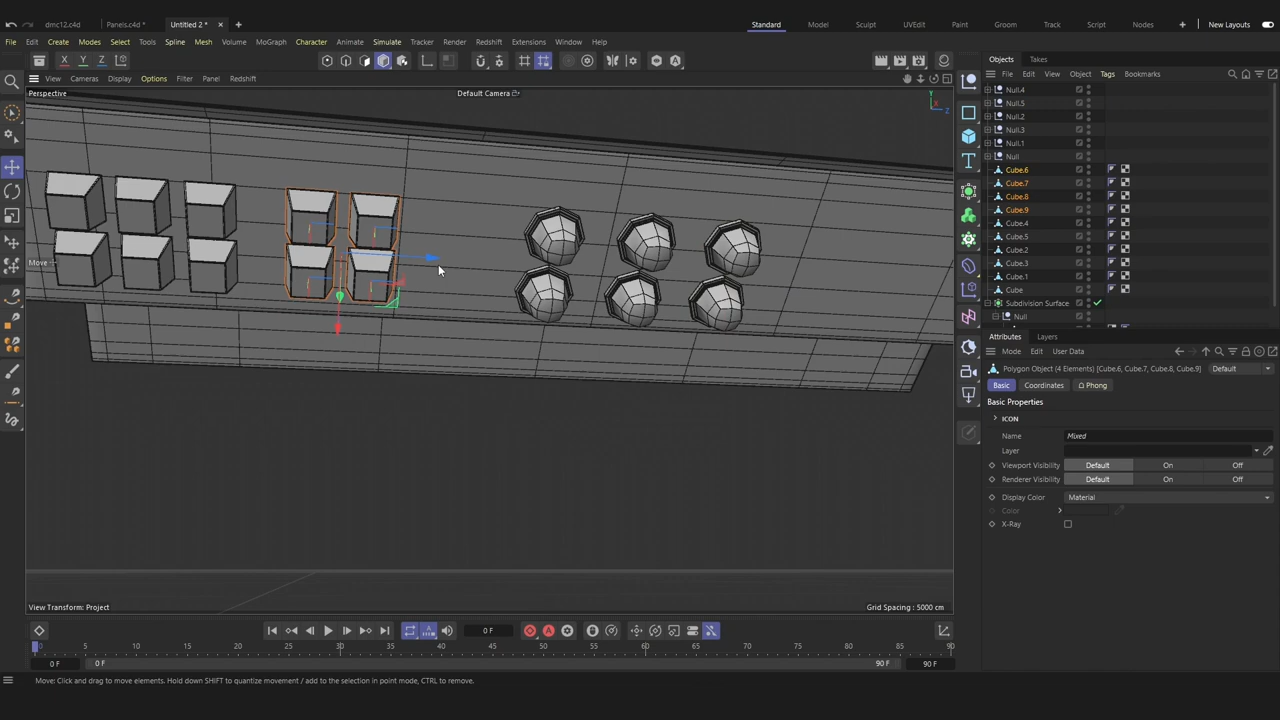 dmc12.c4d
Panels.c4d *
Untitled 2 *
Standard
Model
Sculpt
UVEdit
Paint
Groom
Track
Script
Nodes
New Layouts
File Edit Create Modes Select Tools Spline Mesh Volume MoGraph Character Animate Simulate Tracker Render Redshift Extensions Window Help
X Y Z
Objects Takes
View Cameras Display Options Filter Panel Redshift
File Edit View Object Tags Bookmarks
Perspective
Default Camera
Y
X
Z
Null.4
Null.5
Null.2
Null.3
Null.1
Null
Cube.6
Cube.7
Cube.8
Cube.9
Cube.4
Cube.5
Cube.2
Cube.3
Cube.1
Cube
Subdivision Surface
Null
Move
Attributes Layers
Mode Edit User Data
Polygon Object (4 Elements) [Cube.6, Cube.7, Cube.8, Cube.9]
Default
Basic Coordinates Phong
Basic Properties
ICON
Name Mixed
Layer
Viewport Visibility Default On Off
Renderer Visibility Default On Off
Display Color Material
Color
X-Ray
View Transform: Project
Grid Spacing : 5000 cm
0 F
0 5 10 15 20 25 30 35 40 45 50 55 60 65 70 75 80 85 90
0 F 0 F 90 F 90 F
Move: Click and drag to move elements. Hold down SHIFT to quantize movement / add to the selection in point mode, CTRL to remove.